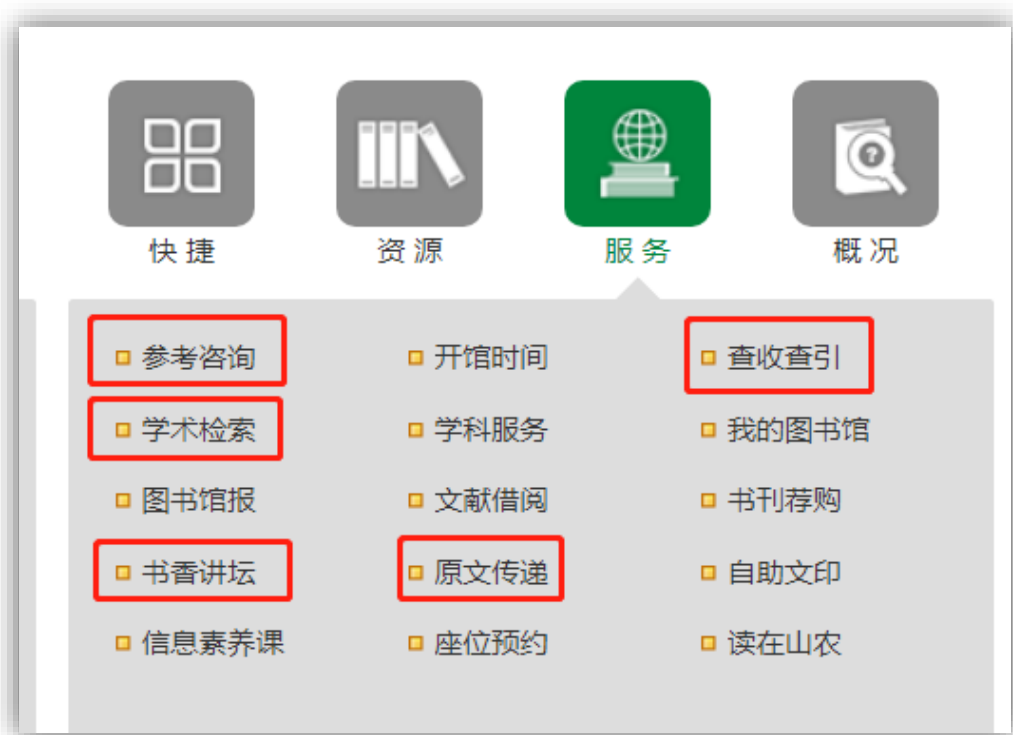 快捷 资源 服务 概况
参考咨询 开馆时间 查收查引
学术检索 学科服务 我的图书馆
图书馆报 文献借阅 书刊荐购
书香讲坛 原文传递 自助文印
信息素养课 座位预约 读在山农